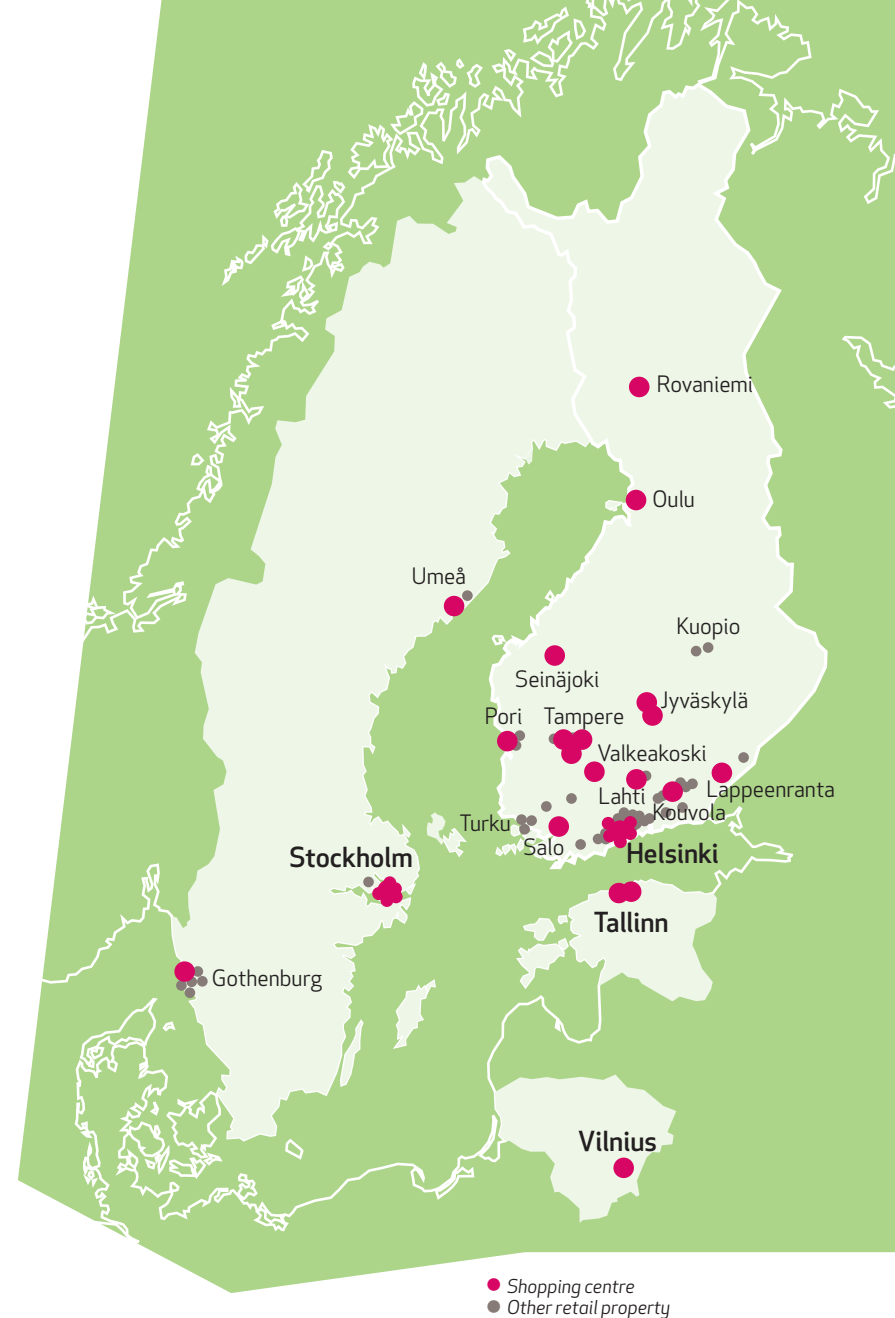 Rovaniemi
Oulu
Umeå
Kuopio
Seinäjoki
Jyväskylä
Pori
Tampere
Valkeakoski
Lappeenranta
Lahti
Kouvola
Turku
Salo
Helsinki
Stockholm
Tallinn
Gothenburg
Vilnius
Shopping centre
Other retail property